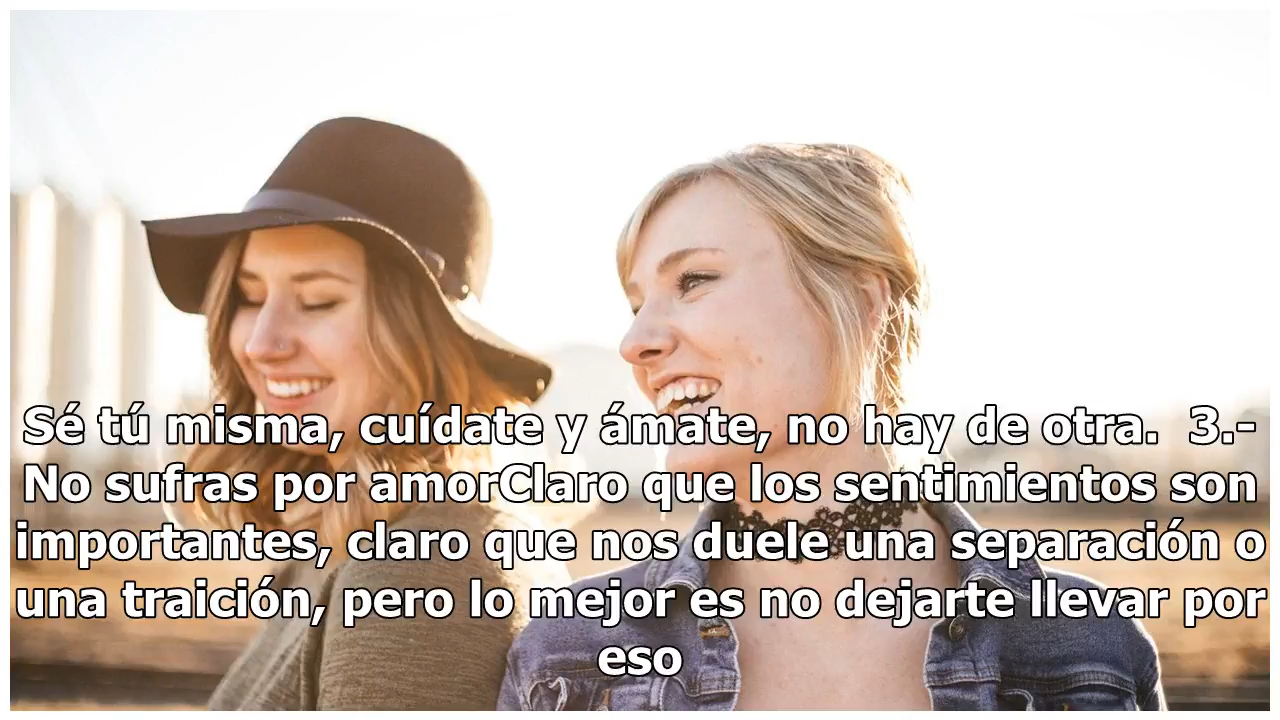 Sé tú misma, cuídate y ámate, no hay de otra.  3.-
No sufras por amorClaro que los sentimientos son
importantes, claro que nos duele una separación o
una traición, pero lo mejor es no dejarte llevar por
eso